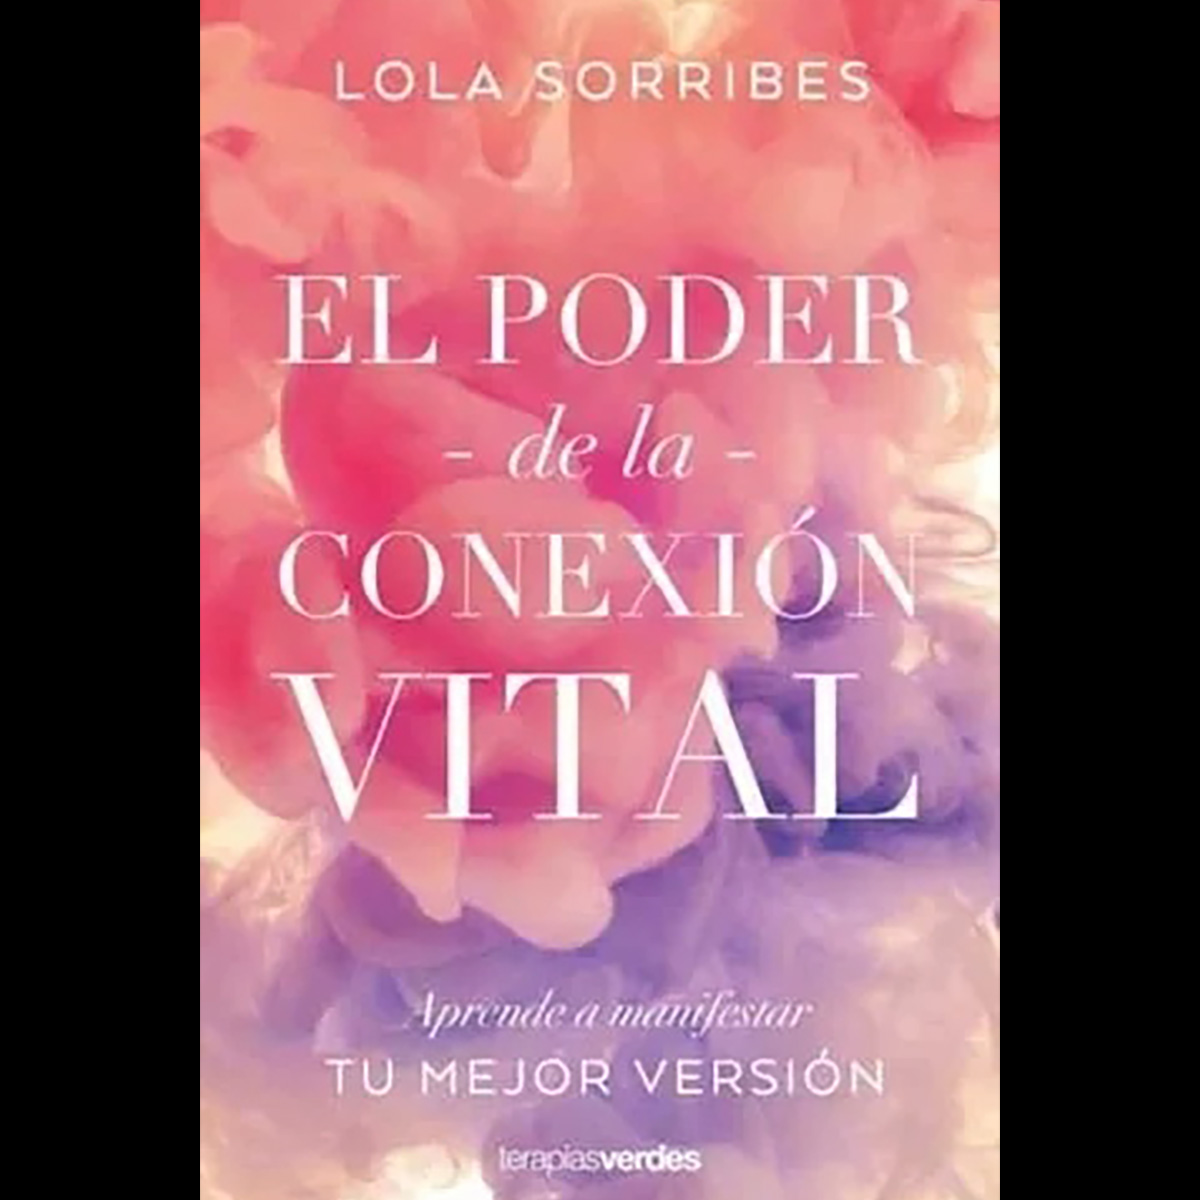 LOLA SORRIBES
EL PODER
- de la -
CONEXIÓN
VITAL
Aprende a manifestar
TU MEJOR VERSIÓN
terapiasverdes